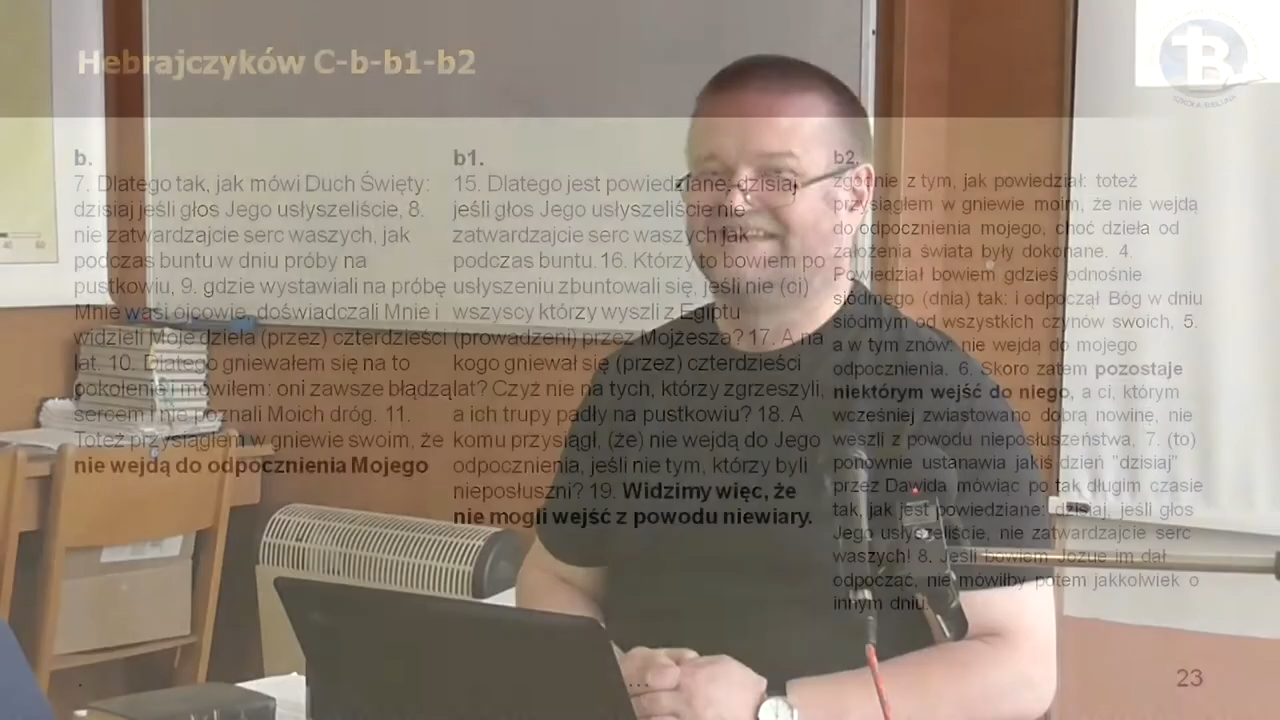 Hebrajczyków C-b-b1-b2
b.
7. Dlatego tak, jak mówi Duch Święty:
dzisiaj jeśli głos Jego usłyszeliście, 8.
nie zatwardzajcie serc waszych, jak
podczas buntu w dniu próby na
pustkowiu, 9. gdzie wystawiali na próbę
Mnie wasi ojcowie, doświadczali Mnie i
widzieli Moje dzieła (przez) czterdzieści
lat. 10. Dlatego gniewałem się na to
pokolenie i mówiłem: oni zawsze błądzą
sercem i nie poznali Moich dróg. 11.
Toteż przysiągłem w gniewie swoim, że
nie wejdą do odpocznienia Mojego
b1.
15. Dlatego jest powiedziane, dzisiaj
jeśli głos Jego usłyszeliście nie
zatwardzajcie serc waszych jak
podczas buntu. 16. Którzy to bowiem po
usłyszeniu zbuntowali się, jeśli nie (ci)
wszyscy którzy wyszli z Egiptu
(prowadzeni) przez Mojżesza? 17. A na
kogo gniewał się (przez) czterdzieści
lat? Czyż nie na tych, którzy zgrzeszyli,
a ich trupy padły na pustkowiu? 18. A
komu przysiągł, (że) nie wejdą do Jego
odpocznienia, jeśli nie tym, którzy byli
nieposłuszni? 19. Widzimy więc, że
nie mogli wejść z powodu niewiary.
b2.
zgodnie z tym, jak powiedział: toteż
przysiągłem w gniewie moim, że nie wejdą
do odpocznienia mojego, choć dzieła od
założenia świata były dokonane. 4.
Powiedział bowiem gdzieś odnośnie
siódmego (dnia) tak: i odpoczął Bóg w dniu
siódmym od wszystkich czynów swoich, 5.
a w tym znów: nie wejdą do mojego
odpocznienia. 6. Skoro zatem pozostaje
niektórym wejść do niego, a ci, którym
wcześniej zwiastowano dobra nowinę, nie
weszli z powodu nieposłuszeństwa, 7. (to)
ponownie ustanawia jakiś dzień "dzisiaj"
przez Dawida mówiąc po tak długim czasie
tak, jak jest powiedziane: dzisiaj, jeśli głos
Jego usłyszeliście, nie zatwardzajcie serc
waszych! 8. Jeśli bowiem Jozue im dał
odpocząć, nie mówiłby potem jakkolwiek o
innym dniu.
23